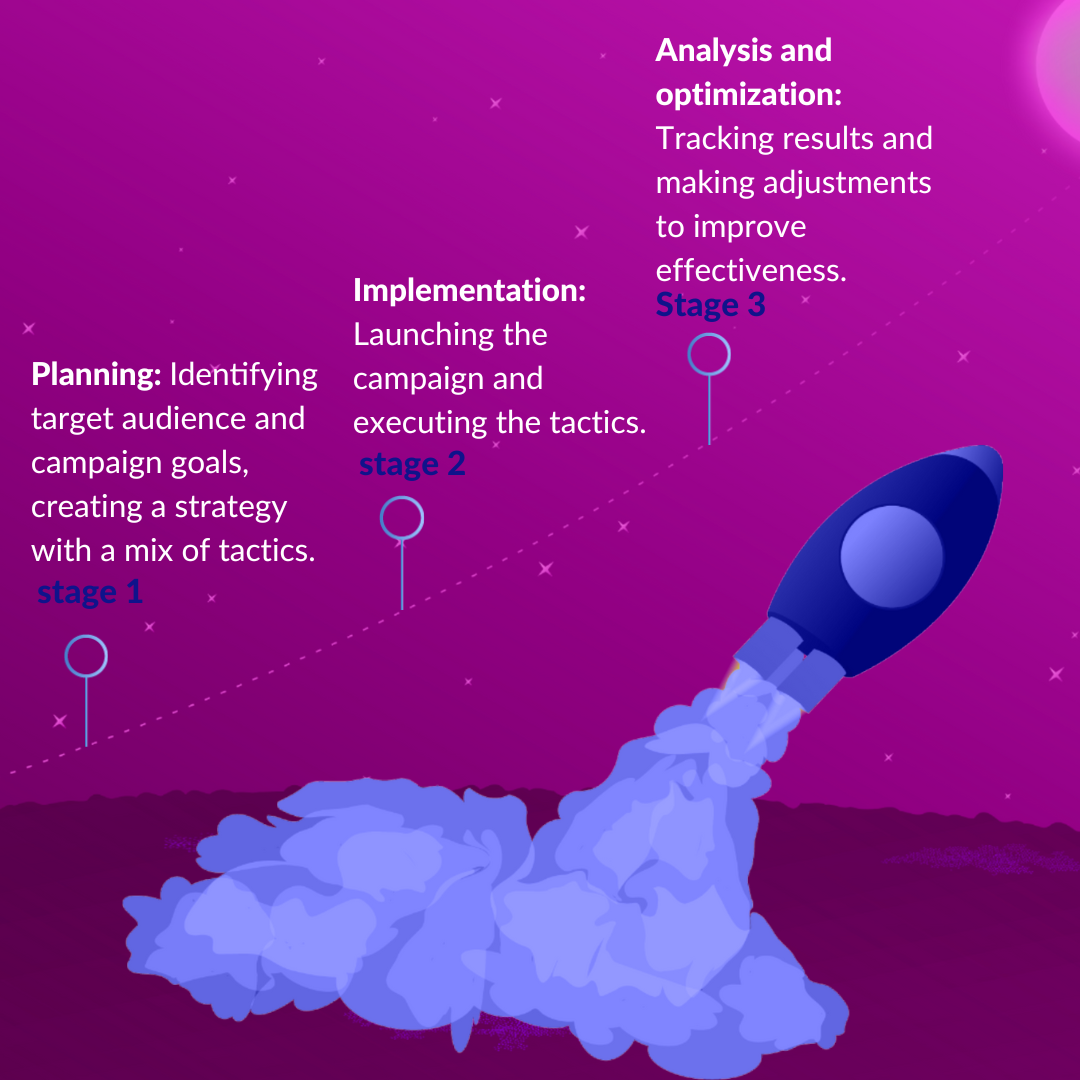 Planning: Identifying
target audience and
campaign goals,
creating a strategy
with a mix of tactics.
stage 1
Implementation:
Launching the
campaign and
executing the tactics.
stage 2
Analysis and
optimization:
Tracking results and
making adjustments
to improve
effectiveness.
Stage 3